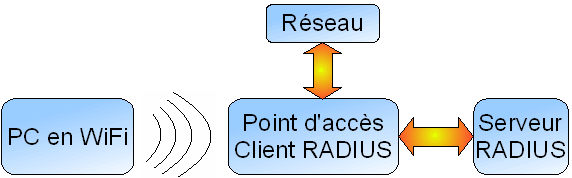 Réseau
PC en WiFi
Point d'accès
Client RADIUS
Serveur
RADIUS